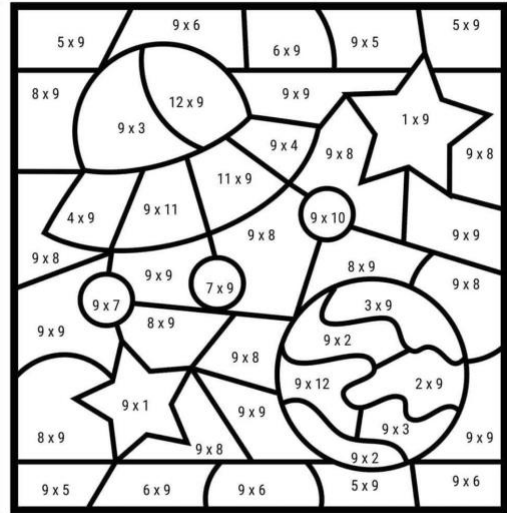 5 x 9
9 x 6
6 x 9
9 x 5
5 x 9
8 x 9
12 x 9
9 x 3
9 x 9
1 x 9
9 x 4
9 x 8
9 x 8
11 x 9
4 x 9
9 x 11
9 x 10
9 x 8
9 x 9
9 x 8
9 x 9
8 x 9
9 x 8
7 x 9
9 x 7
3 x 9
8 x 9
9 x 9
9 x 2
9 x 8
9 x 12
2 x 9
9 x 1
9 x 9
9 x 3
8 x 9
9 x 8
9 x 2
9 x 9
9 x 5
6 x 9
9 x 6
5 x 9
9 x 6